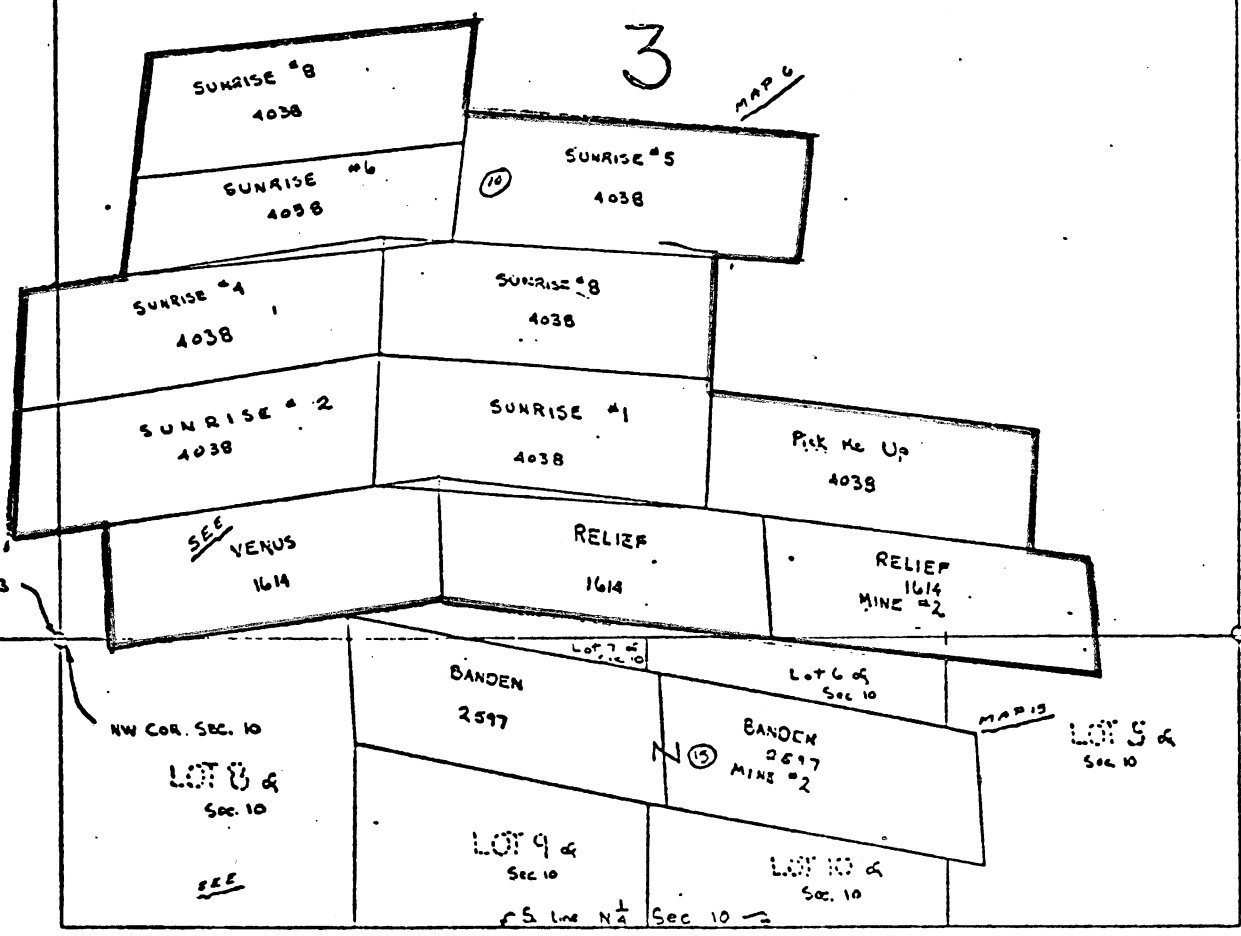 3
MAP 6
SUNRISE #8
4038
SUNRISE #6
4038
10
SUNRISE #5
4038
SUNRISE #4
4038
SUNRISE #8
4038
SUNRISE # 2
4038
SUNRISE #1
4038
Pick Me Up
4038
SEE
VENUS
1614
RELIEF
1614
RELIEF
1614
MINE #2
3
Lot 7 of
Sec 10
Lot 6 of
Sec 10
BANDEN
2597
N
15
BANDEN
2597
MINE #2
MAP 15
LOT 5 of
Sec 10
NW COR. SEC. 10
LOT 8 of
Sec. 10
SEE
LOT 9 of
Sec 10
LOT 10 of
Sec. 10
S line N 1/4 Sec 10